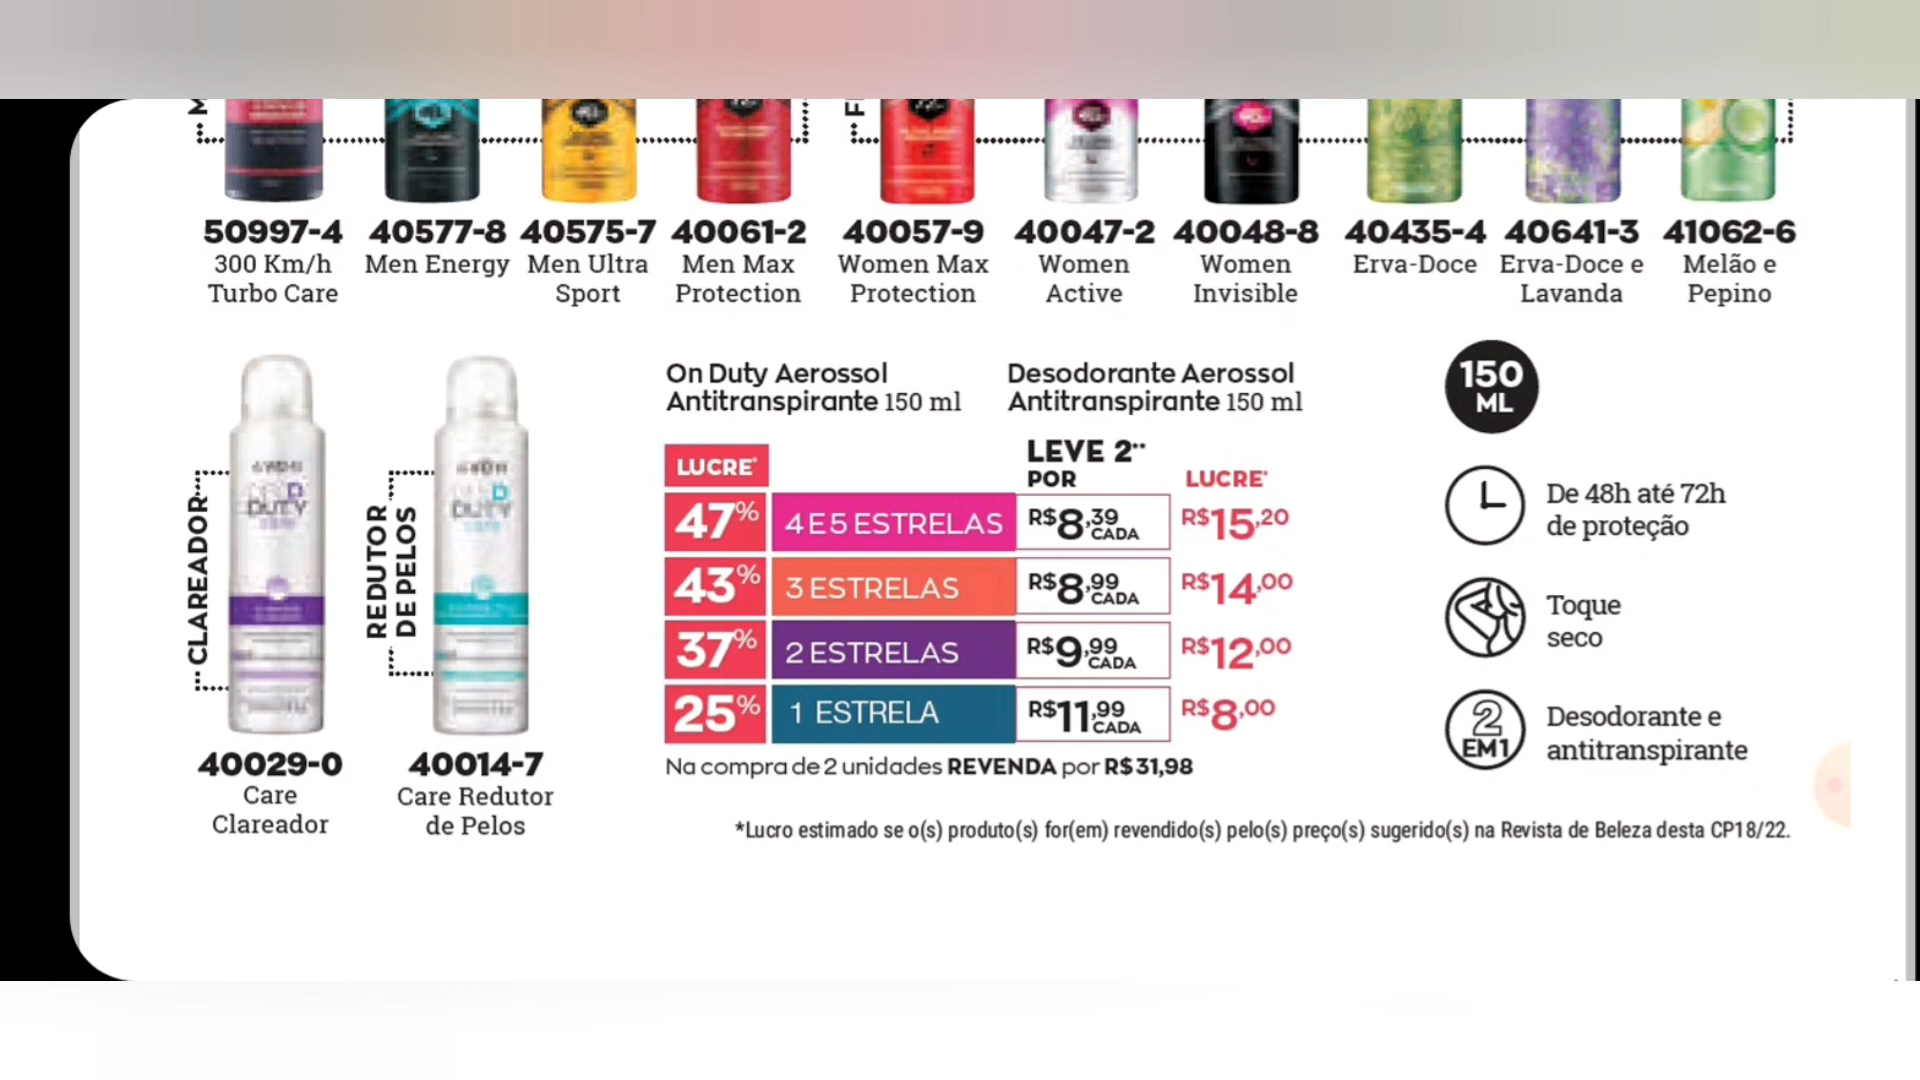 50997-4 40577-8 40575-7 40061-2 40057-9 40047-2 40048-8 40435-4 40641-3 41062-6
300 Km/h Men Energy Men Ultra Men Max Women Max Women Women Erva-Doce Erva-Doce e Melão e
Turbo Care Sport Protection Protection Active Invisible Lavanda Pepino
CLAREADOR
REDUTOR
DE PELOS
DUTY
DUTY
40029-0
Care
Clareador
40014-7
Care Redutor
de Pelos
On Duty Aerossol
Antitranspirante 150 ml
Desodorante Aerossol
Antitranspirante 150 ml
LEVE 2**
LUCRE* POR LUCRE*
47% 4 E 5 ESTRELAS R$8,39 CADA R$15,20
43% 3 ESTRELAS R$8,99 CADA R$14,00
37% 2 ESTRELAS R$9,99 CADA R$12,00
25% 1 ESTRELA R$11,99 CADA R$8,00
Na compra de 2 unidades REVENDA por R$31,98
150
ML
De 48h até 72h
de proteção
Toque
seco
2
EM1
Desodorante e
antitranspirante
*Lucro estimado se o(s) produto(s) for(em) revendido(s) pelo(s) preço(s) sugerido(s) na Revista de Beleza desta CP18/22.